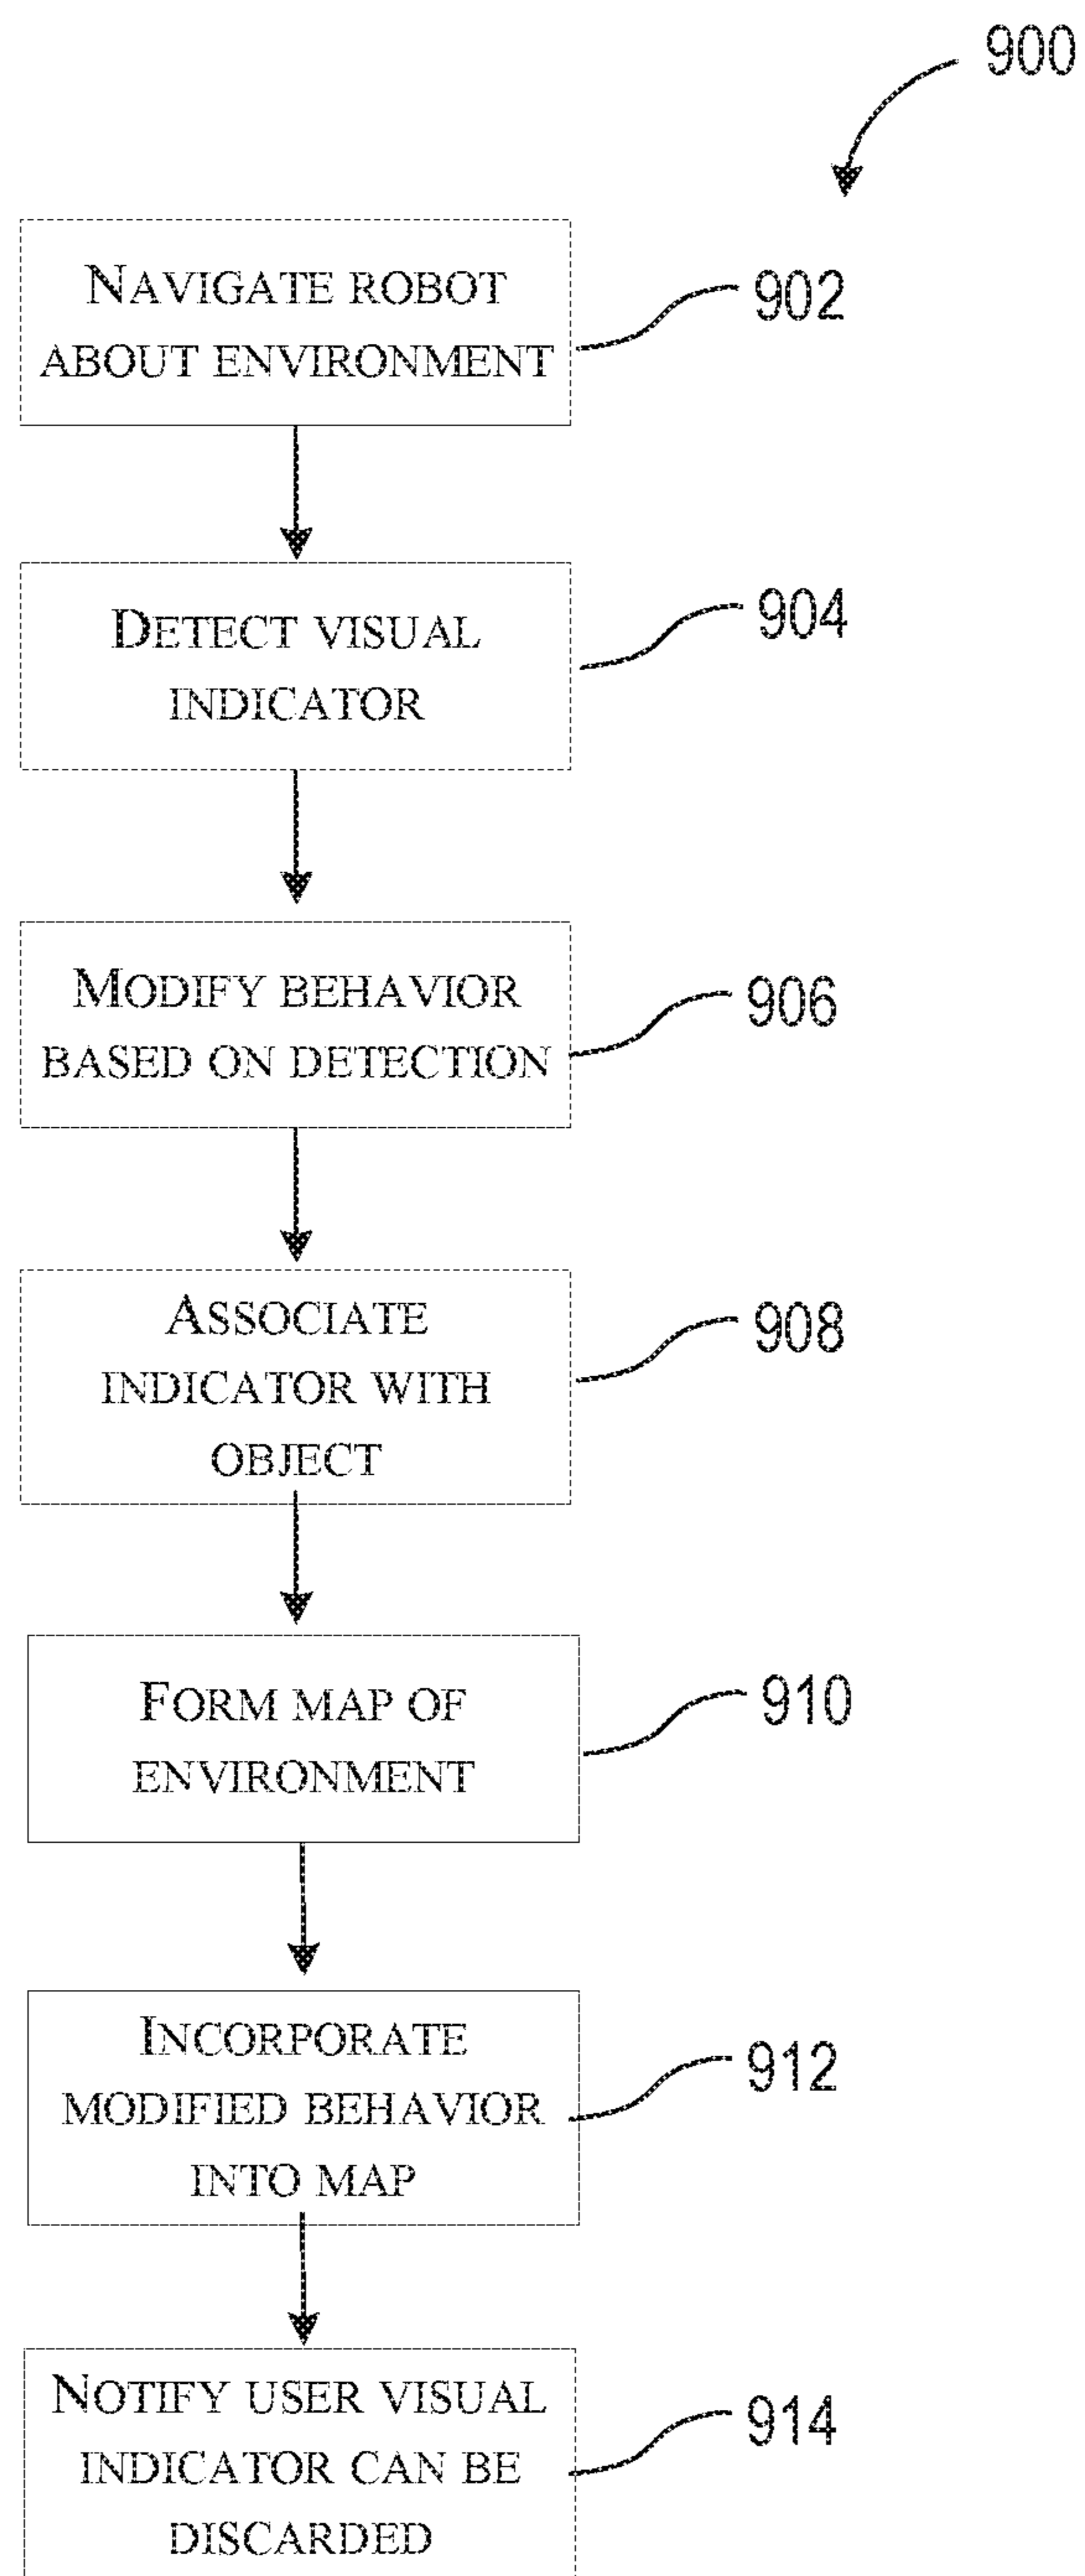 900
NAVIGATE ROBOT
ABOUT ENVIRONMENT
902
DETECT VISUAL
INDICATOR
904
MODIFY BEHAVIOR
BASED ON DETECTION
906
ASSOCIATE
INDICATOR WITH
OBJECT
908
FORM MAP OF
ENVIRONMENT
910
INCORPORATE
MODIFIED BEHAVIOR
INTO MAP
912
NOTIFY USER VISUAL
INDICATOR CAN BE
DISCARDED
914